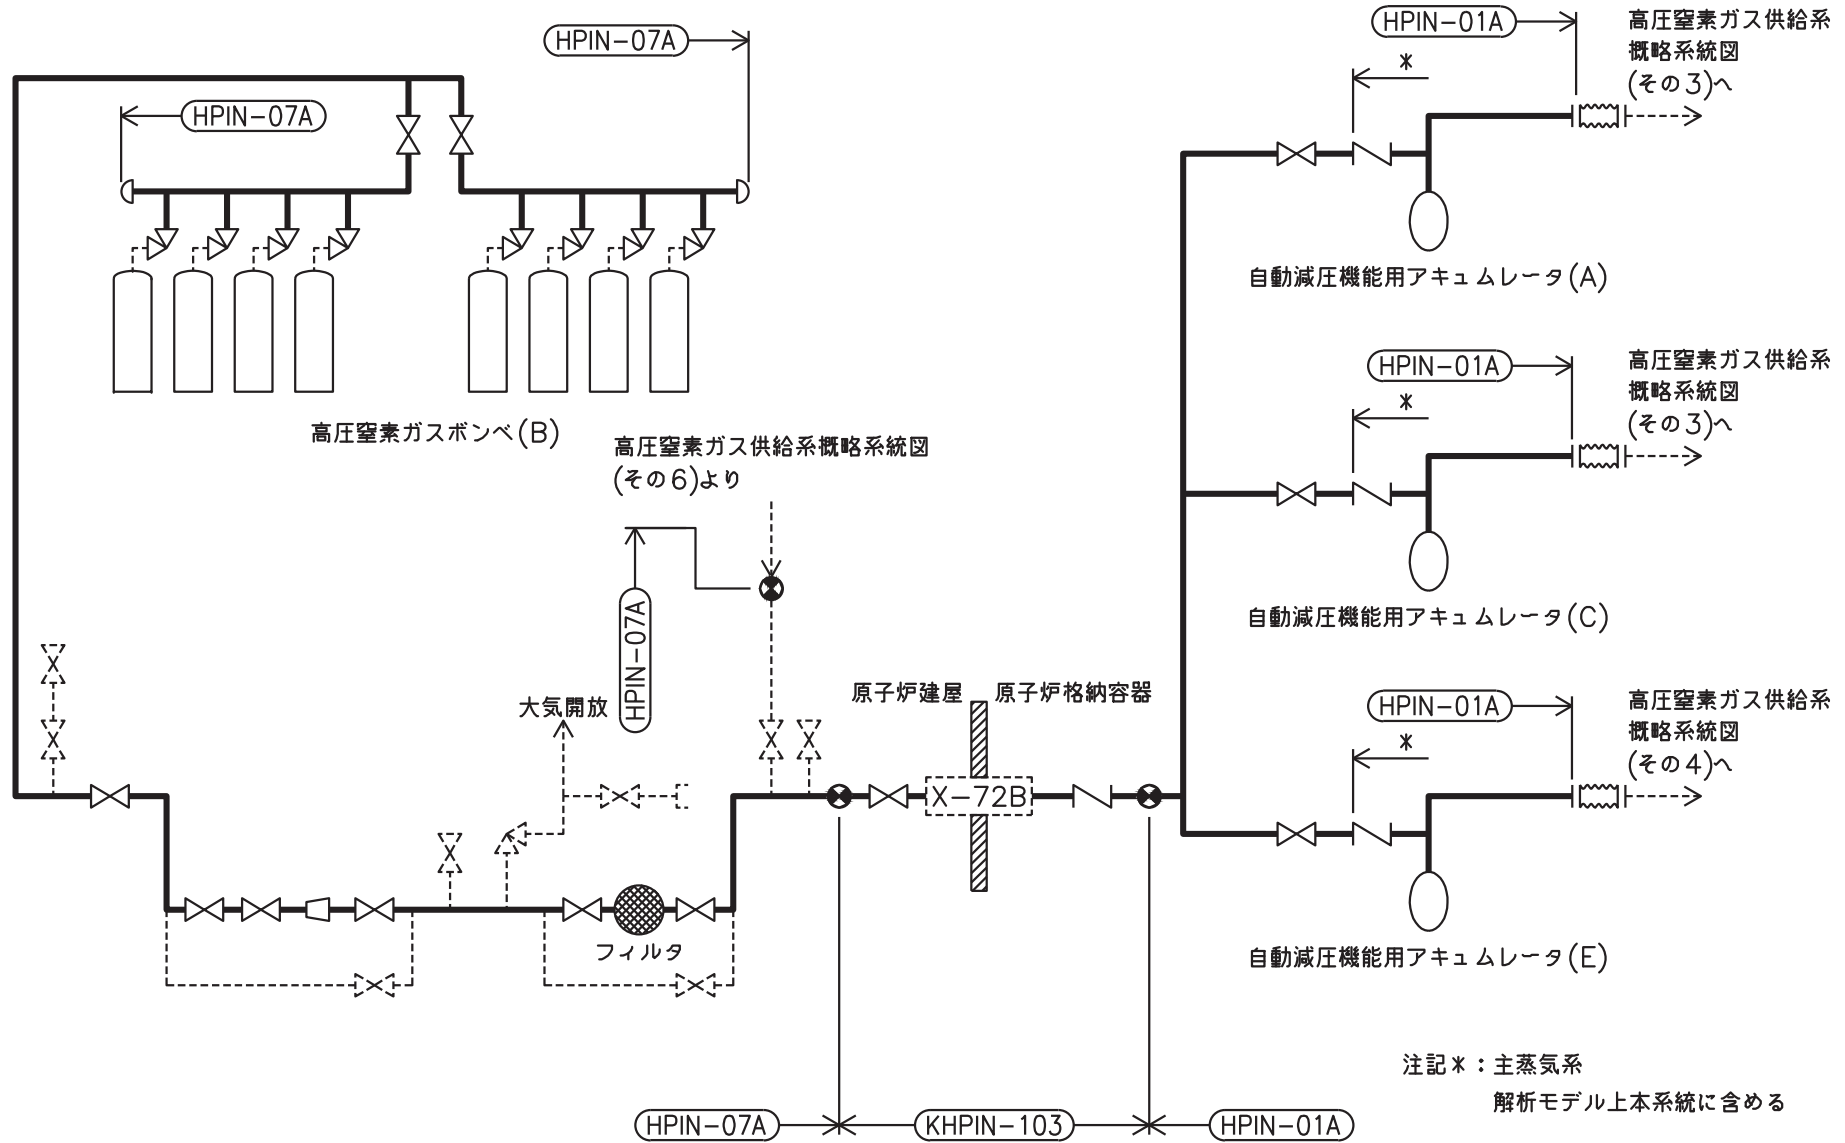 HPIN-01A
高圧窒素ガス供給系
概略系統図
(その3)へ
HPIN-07A
*
HPIN-07A
自動減圧機能用アキュムレータ(A)
HPIN-01A
高圧窒素ガス供給系
概略系統図
(その3)へ
*
高圧窒素ガスボンベ(B)
高圧窒素ガス供給系概略系統図
(その6)より
自動減圧機能用アキュムレータ(C)
HPIN-07A
大気開放
原子炉建屋
原子炉格納容器
HPIN-01A
高圧窒素ガス供給系
概略系統図
(その4)へ
*
X-72B
フィルタ
自動減圧機能用アキュムレータ(E)
注記*:主蒸気系
解析モデル上本系統に含める
HPIN-07A
KHPIN-103
HPIN-01A